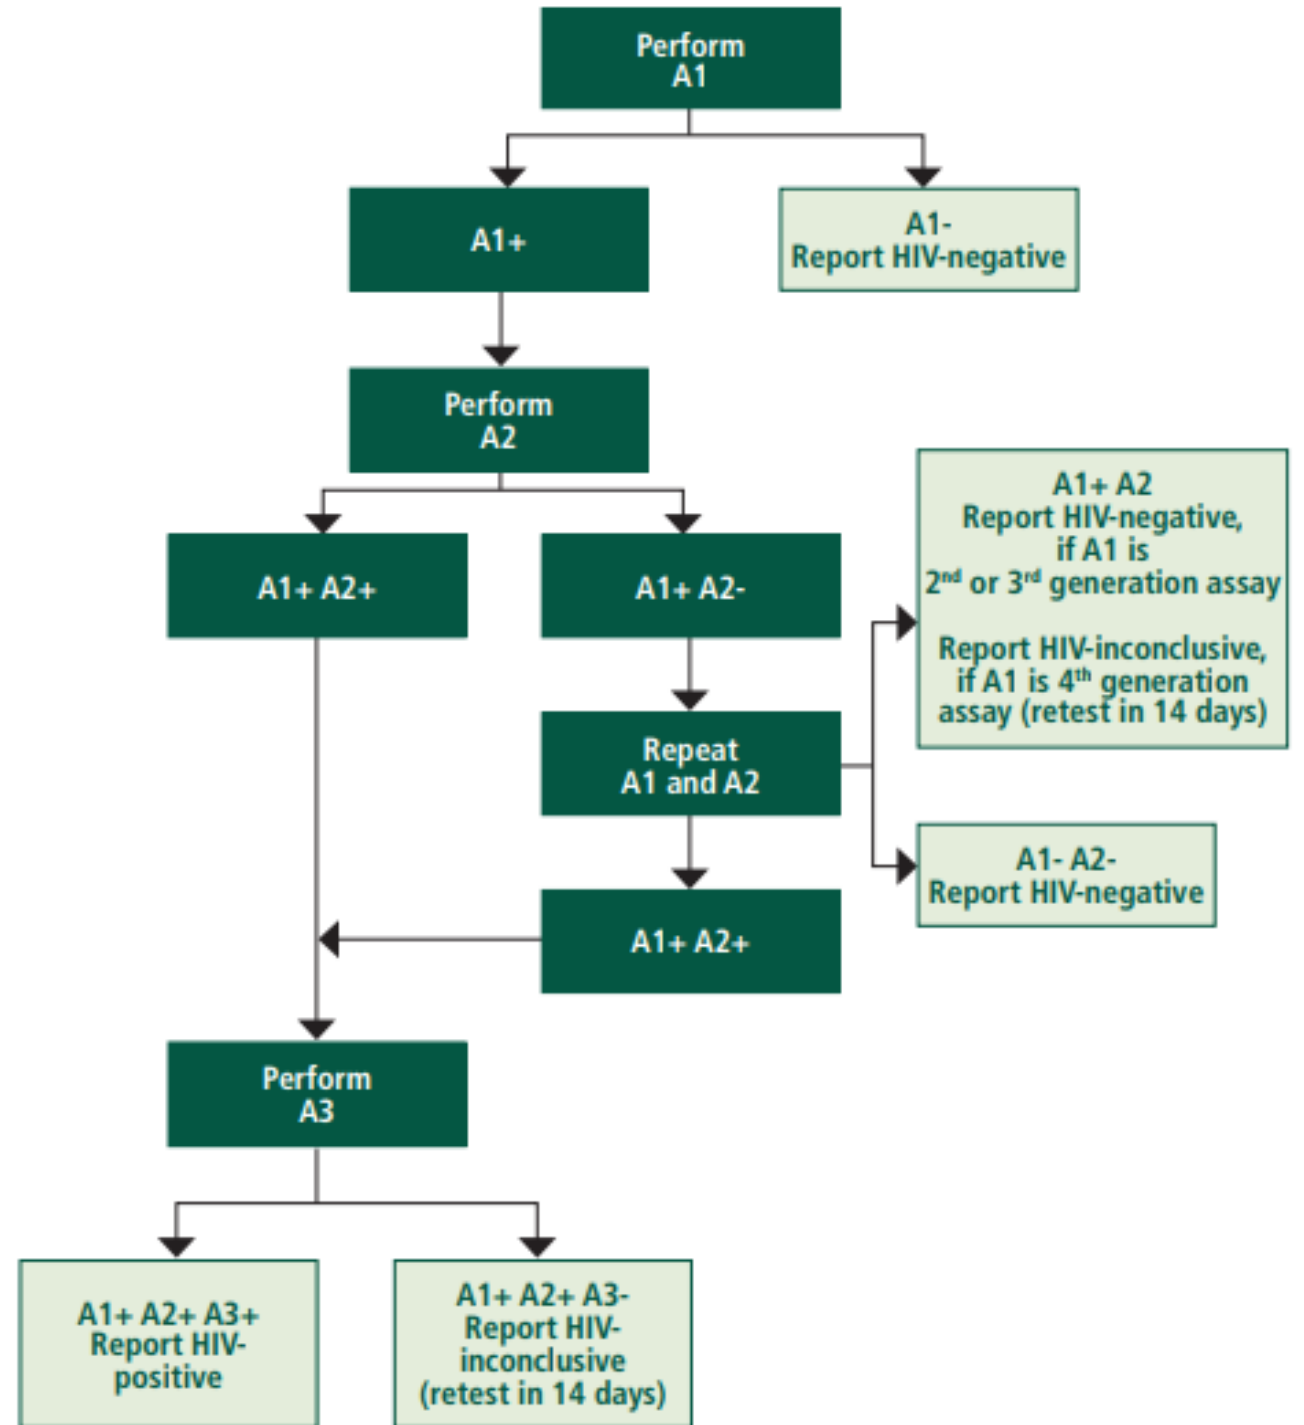 Perform
A1
A1+
A1-
Report HIV-negative
Perform
A2
A1+ A2+
A1+ A2-
A1+ A2
Report HIV-negative,
if A1 is
2nd or 3rd generation assay
Report HIV-inconclusive,
if A1 is 4th generation
assay (retest in 14 days)
Repeat
A1 and A2
A1- A2-
Report HIV-negative
A1+ A2+
Perform
A3
A1+ A2+ A3+
Report HIV-
positive
A1+ A2+ A3-
Report HIV-
inconclusive
(retest in 14 days)